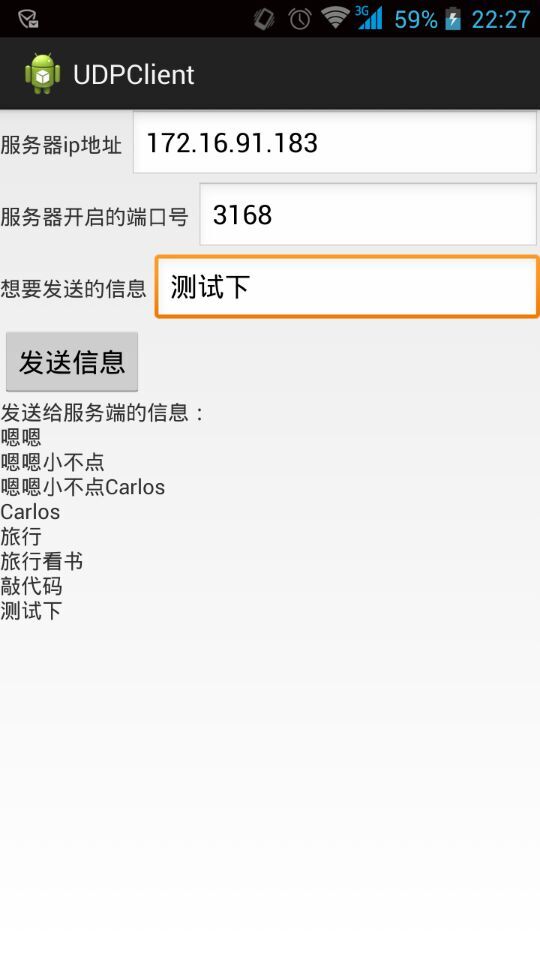 3G 59% 22:27
UDPClient
服务器ip地址 172.16.91.183
服务器开启的端口号 3168
想要发送的信息 测试下
发送信息
发送给服务端的信息：
嗯嗯
嗯嗯小不点
嗯嗯小不点Carlos
Carlos
旅行
旅行看书
敲代码
测试下